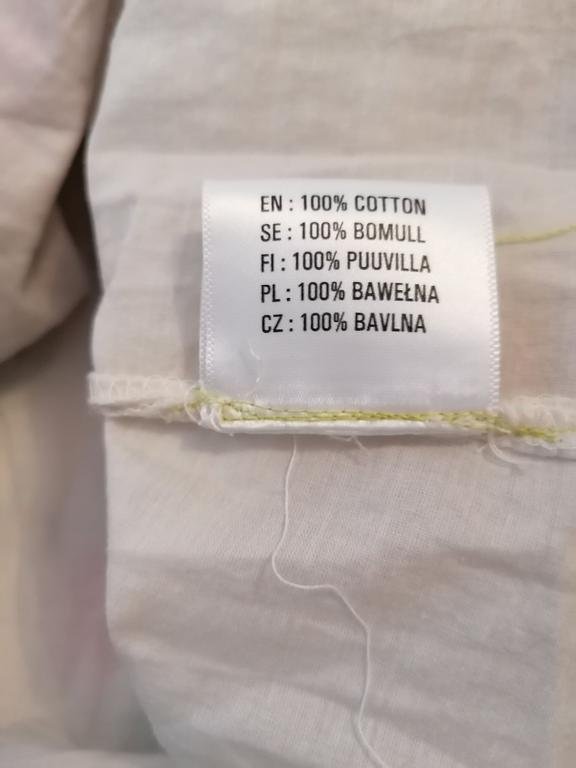 EN : 100% COTTON
SE : 100% BOMULL
FI : 100% PUUVILLA
PL : 100% BAWEŁNA
CZ : 100% BAVLNA